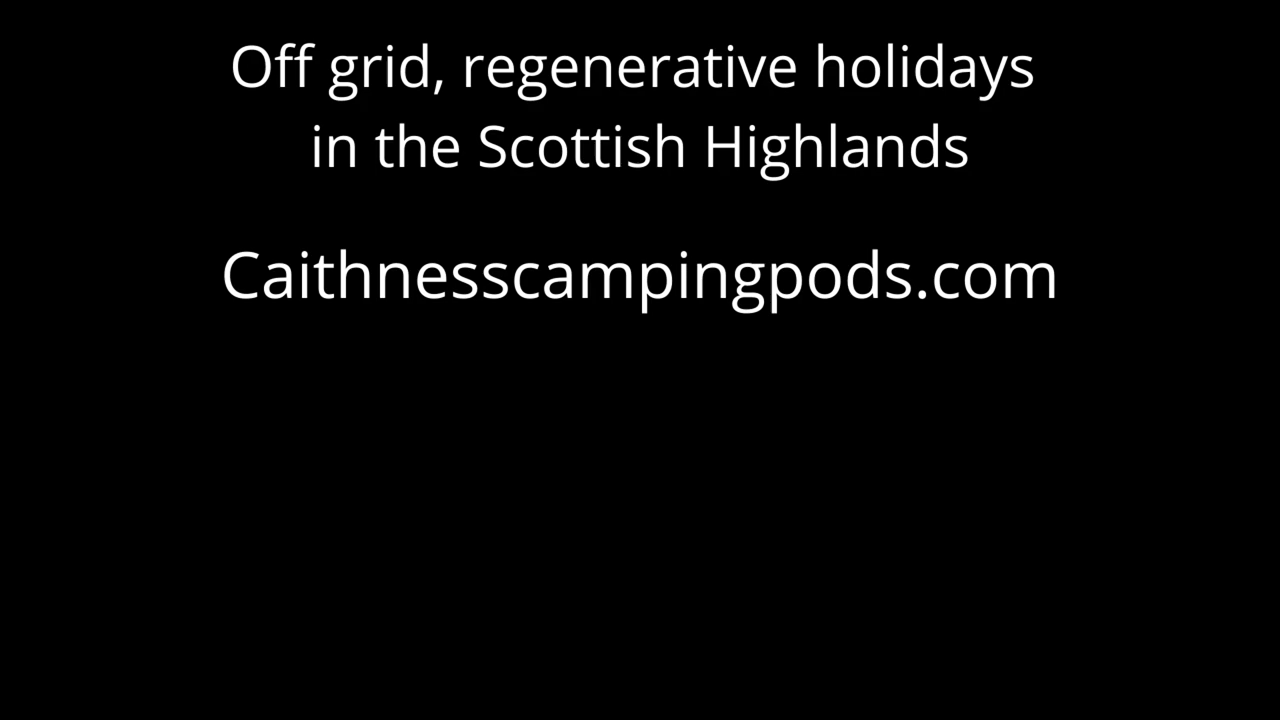 Off grid, regenerative holidays
in the Scottish Highlands
Caithnesscampingpods.com